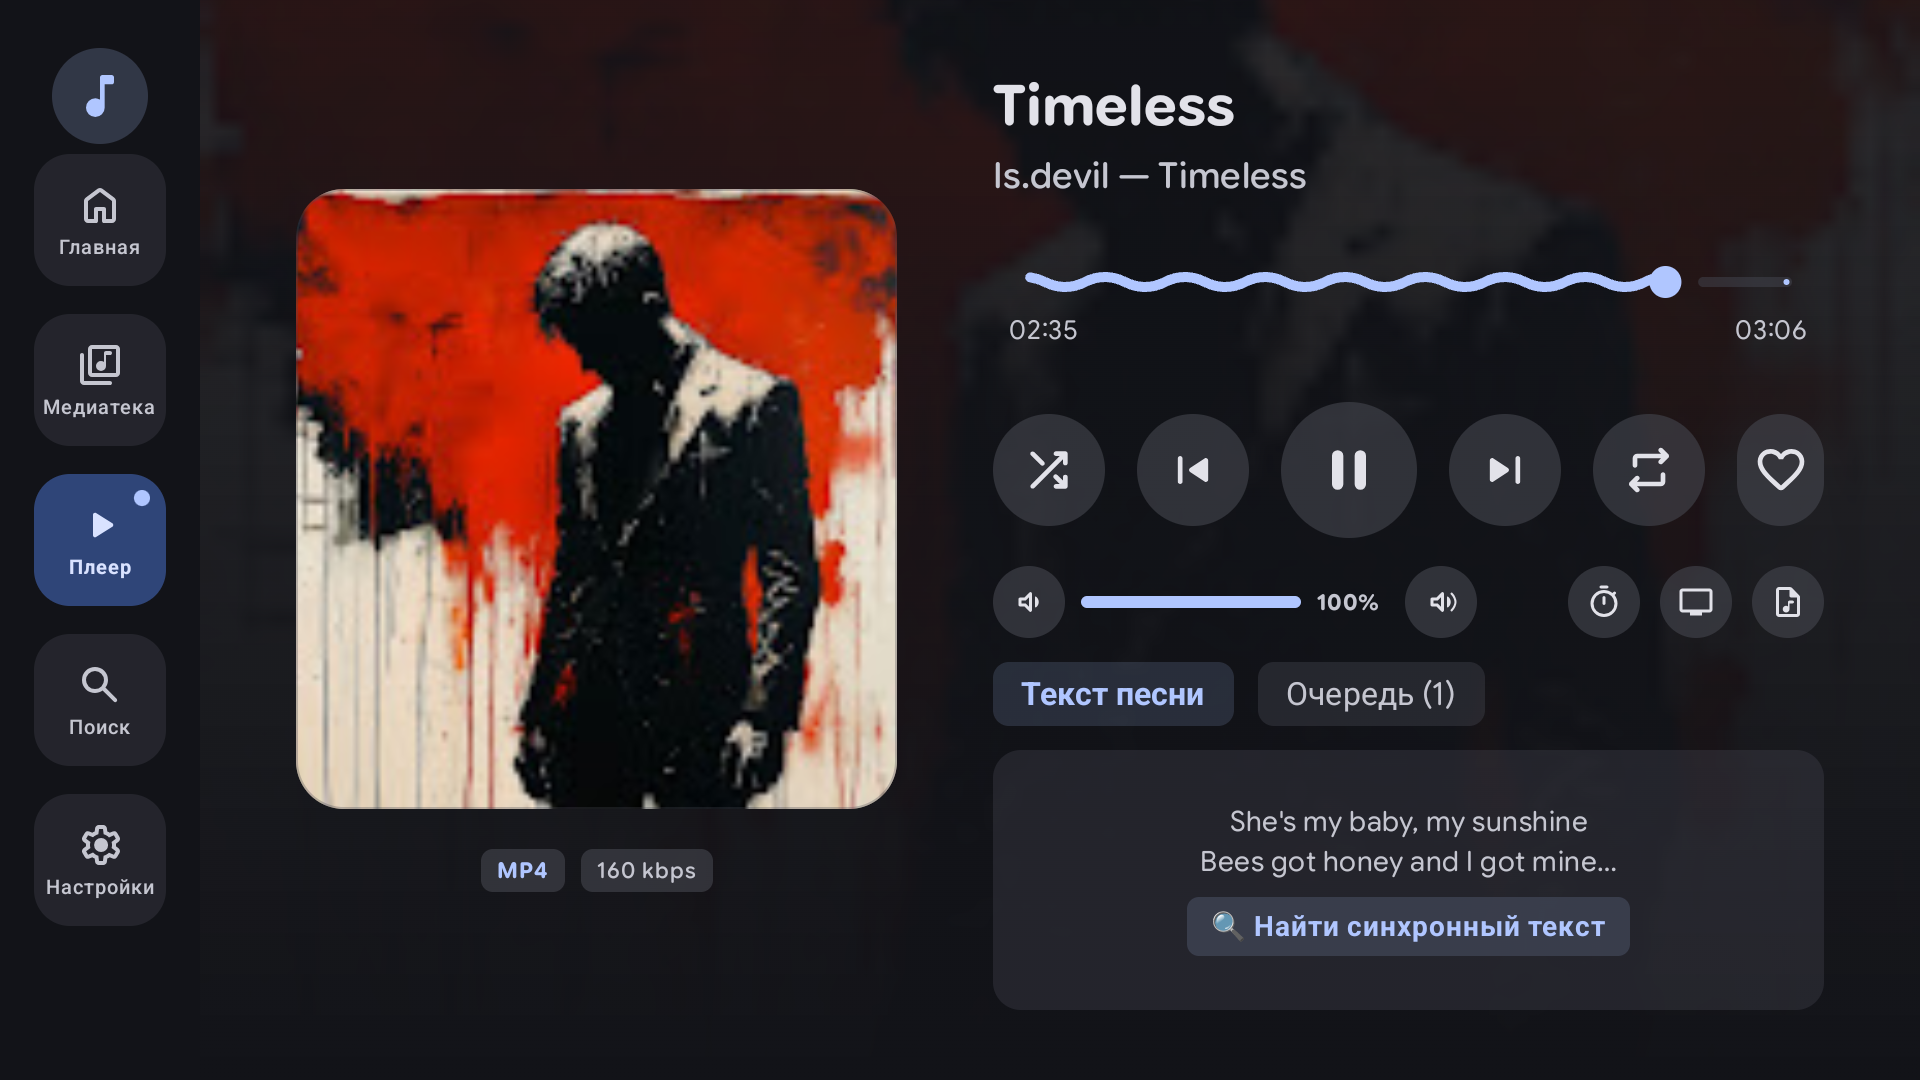 Timeless
ls.devil — Timeless
02:35
03:06
Главная
Медиатека
Плеер
Поиск
Настройки
100%
Текст песни
Очередь (1)
She's my baby, my sunshine
Bees got honey and I got mine...
🔍 Найти синхронный текст
MP4
160 kbps